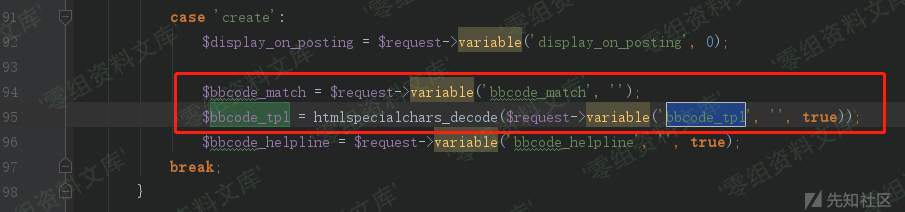 91 case 'create':
92 $display_on_posting = $request->variable('display_on_posting', 0);
93
94 $bbcode_match = $request->variable('bbcode_match', '');
95 $bbcode_tpl = htmlspecialchars_decode($request->variable('bbcode_tpl', '', true));
96 $bbcode_helpline = $request->variable('bbcode_helpline', '', true);
97 break;
98 }
'零组资料文库'
先知社区